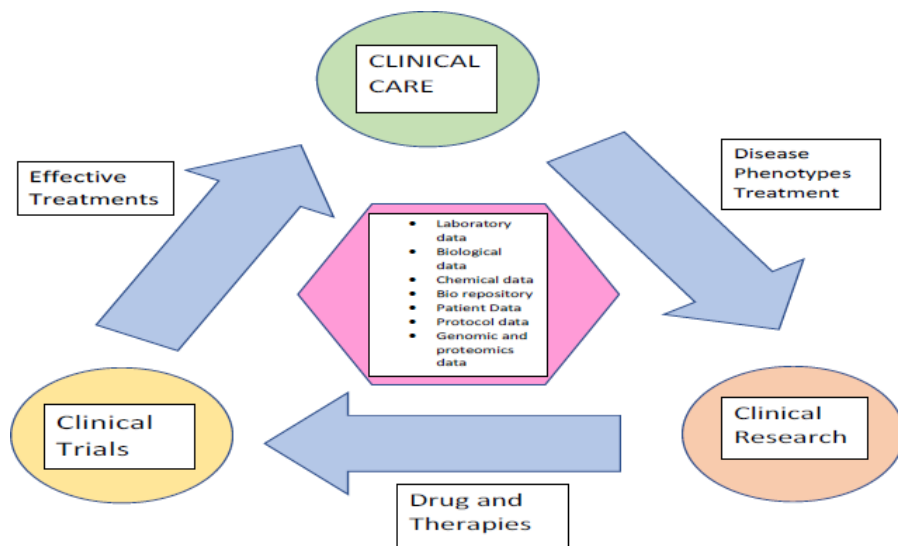 CLINICAL
CARE
Effective
Treatments
Disease
Phenotypes
Treatment
• Laboratory
data
• Biological
data
• Chemical data
• Bio repository
• Patient Data
• Protocol data
• Genomic and
proteomics
data
Clinical
Trials
Clinical
Research
Drug and
Therapies